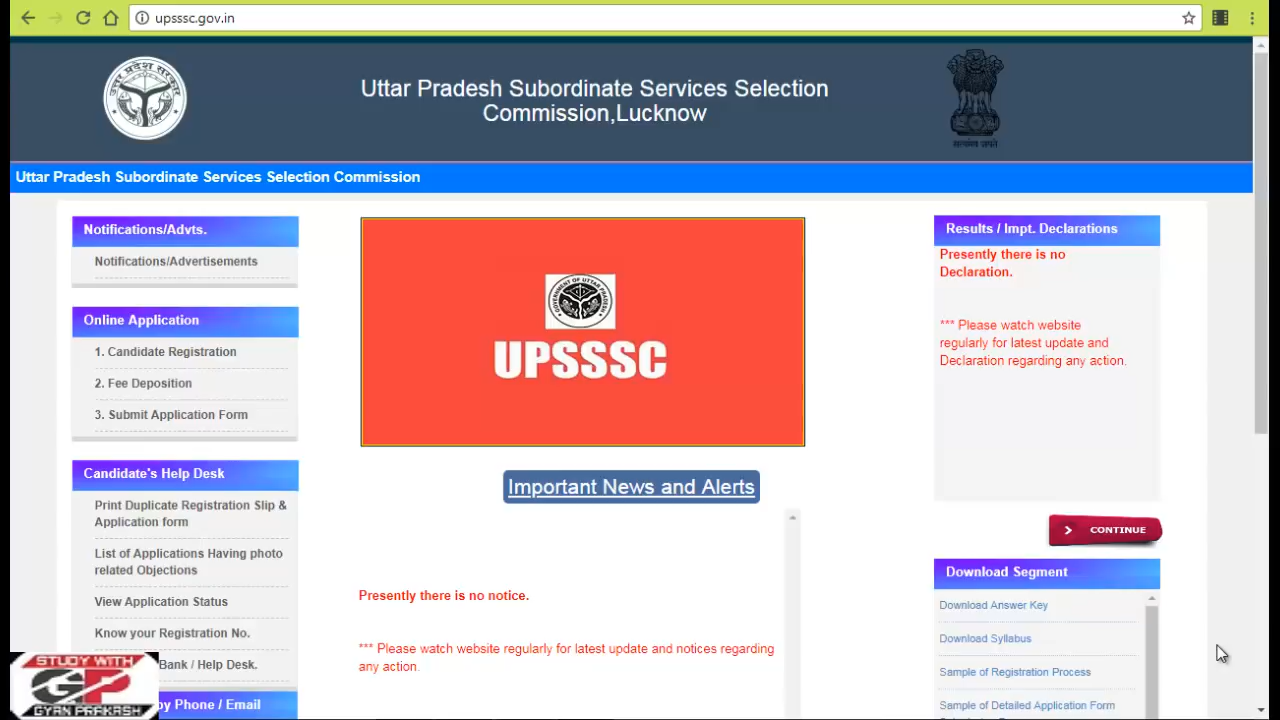 upsssc.gov.in
Uttar Pradesh Subordinate Services Selection
Commission,Lucknow
सत्यमेव जयते
Uttar Pradesh Subordinate Services Selection Commission
Notifications/Advts.
Notifications/Advertisements
Online Application
1. Candidate Registration
2. Fee Deposition
3. Submit Application Form
Candidate's Help Desk
Print Duplicate Registration Slip &
Application form
List of Applications Having photo
related Objections
View Application Status
Know your Registration No.
Bank / Help Desk.
by Phone / Email
STUDY WITH
GP
GYAN PRAKASH
UPSSSC
Important News and Alerts
Presently there is no notice.
*** Please watch website regularly for latest update and notices regarding
any action.
Results / Impt. Declarations
Presently there is no
Declaration.
*** Please watch website
regularly for latest update and
Declaration regarding any action.
CONTINUE
Download Segment
Download Answer Key
Download Syllabus
Sample of Registration Process
Sample of Detailed Application Form